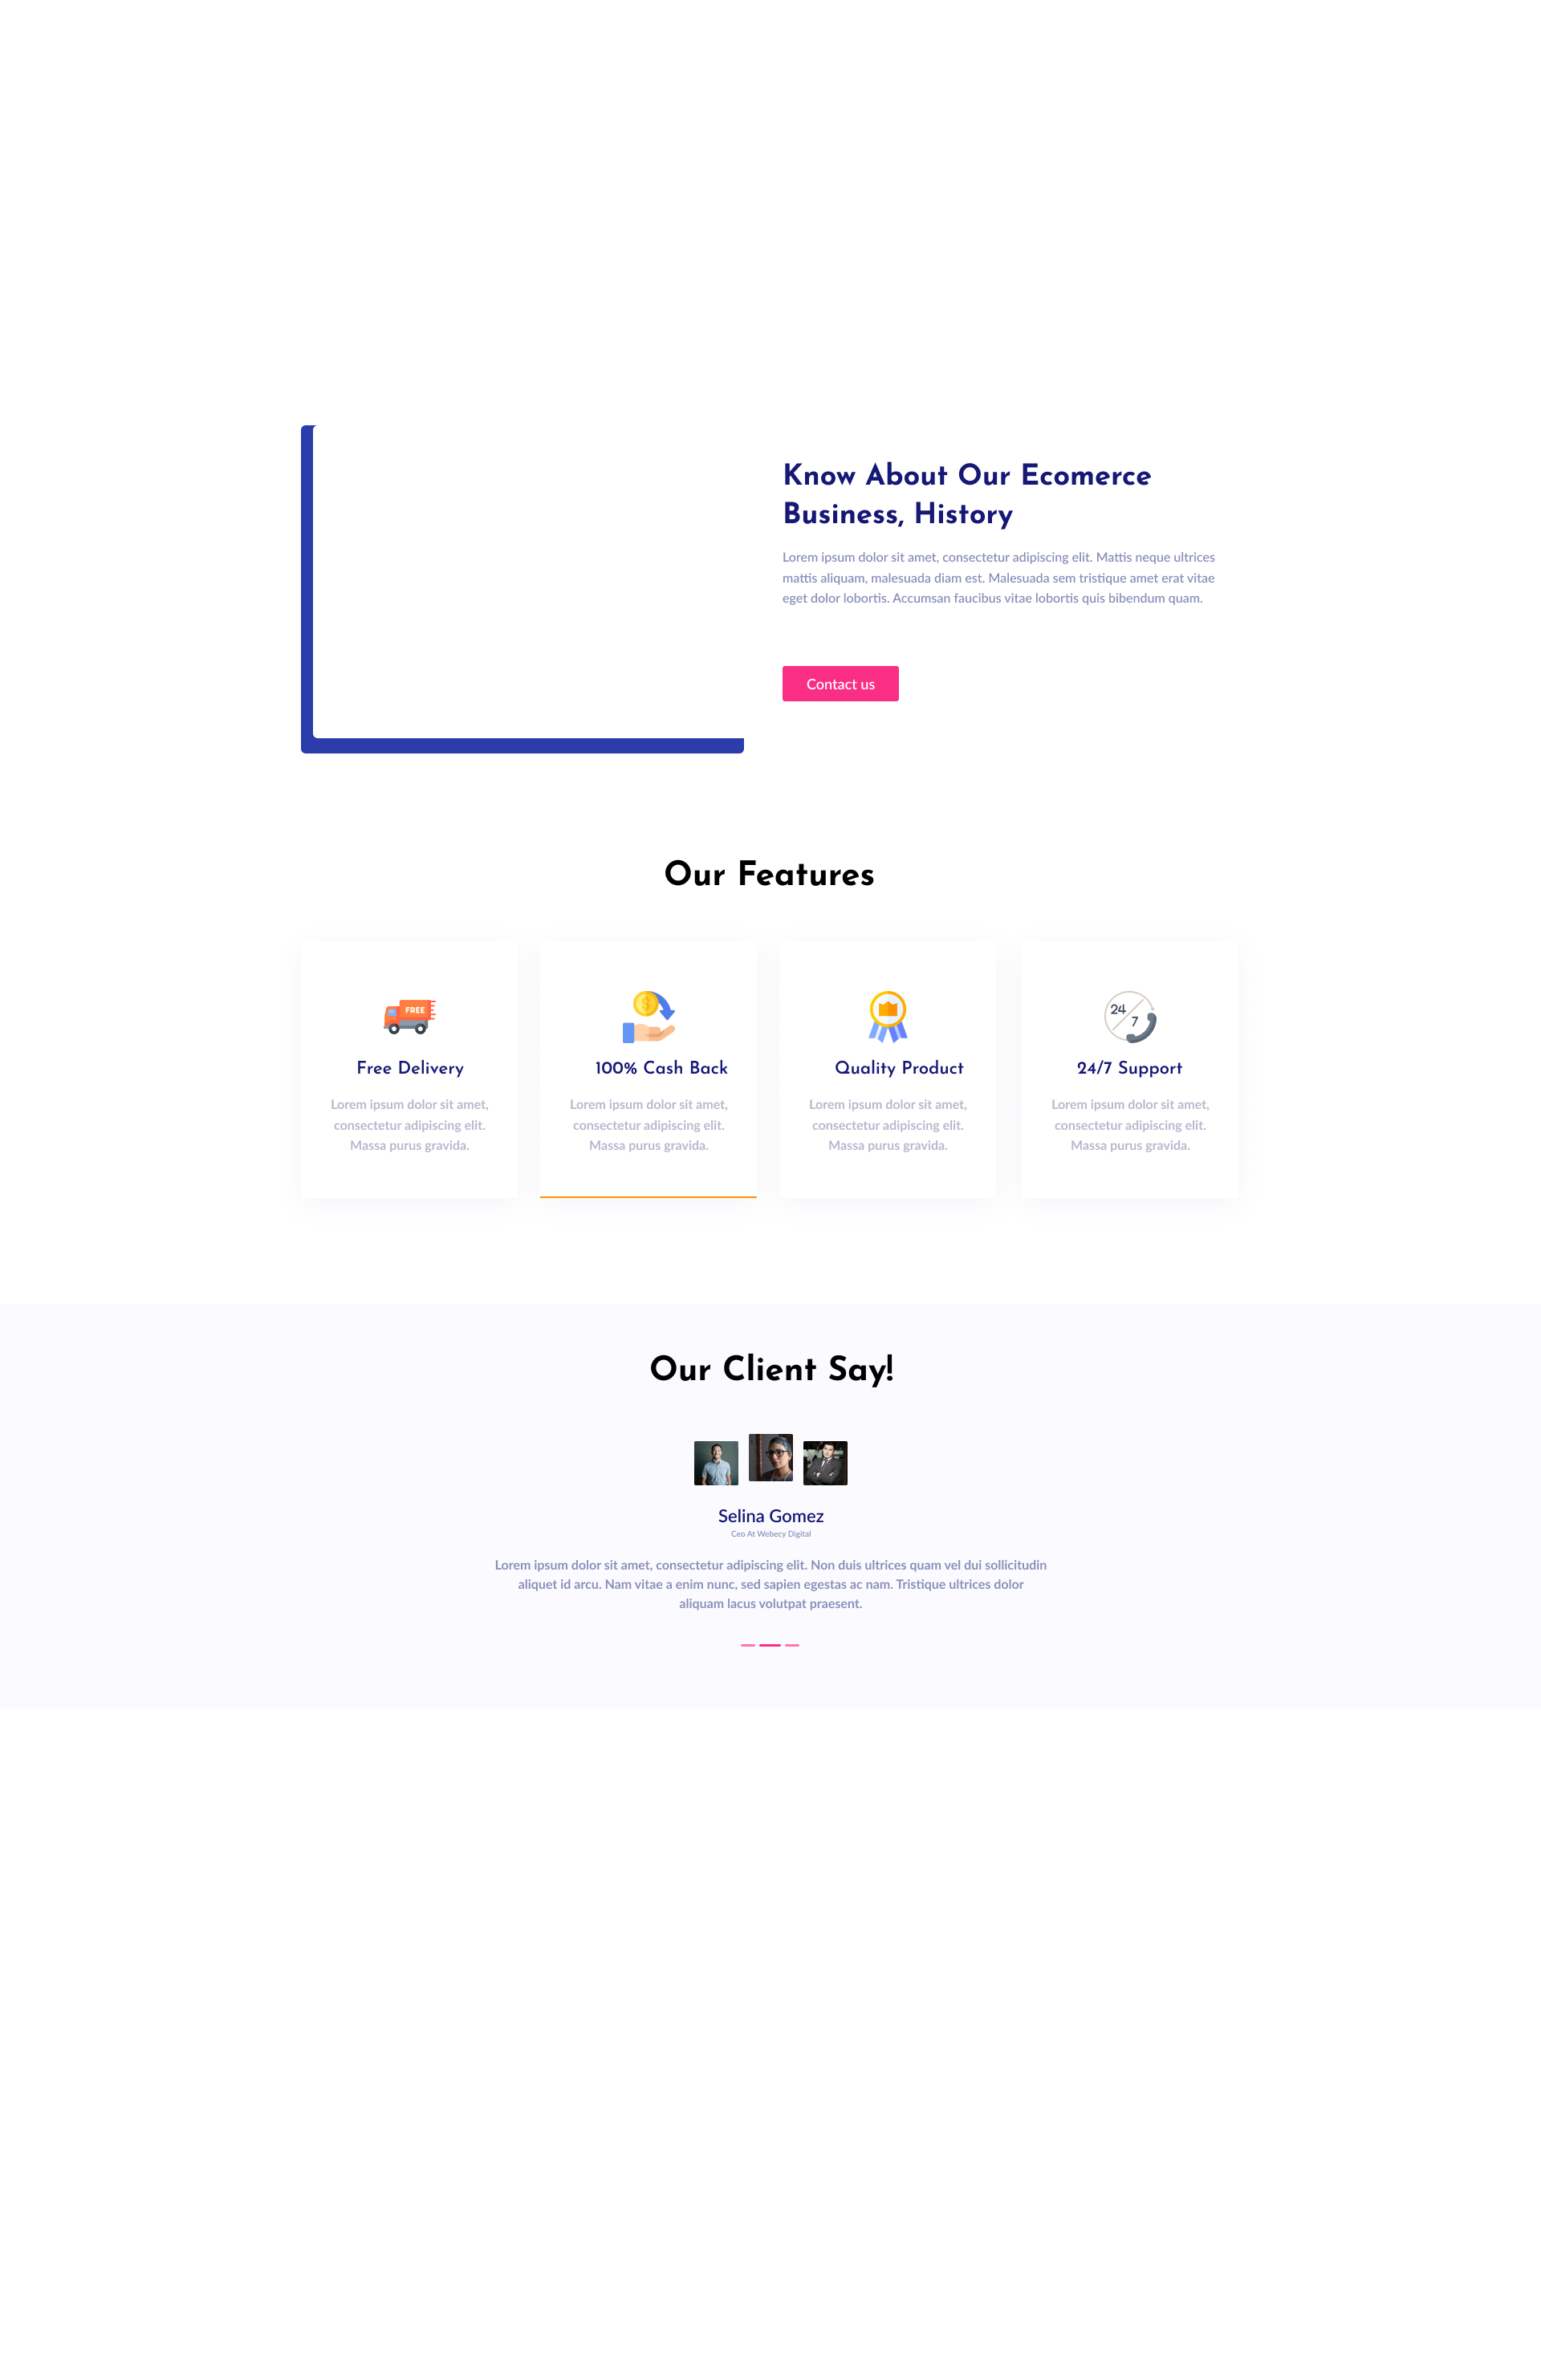 Know About Our Ecomerce
Business, History
Lorem ipsum dolor sit amet, consectetur adipiscing elit. Mattis neque ultrices
mattis aliquam, malesuada diam est. Malesuada sem tristique amet erat vitae
eget dolor lobortis. Accumsan faucibus vitae lobortis quis bibendum quam.
Contact us
Our Features
FREE
Free Delivery
Lorem ipsum dolor sit amet,
consectetur adipiscing elit.
Massa purus gravida.
$
100% Cash Back
Lorem ipsum dolor sit amet,
consectetur adipiscing elit.
Massa purus gravida.
Quality Product
Lorem ipsum dolor sit amet,
consectetur adipiscing elit.
Massa purus gravida.
24
7
24/7 Support
Lorem ipsum dolor sit amet,
consectetur adipiscing elit.
Massa purus gravida.
Our Client Say!
Selina Gomez
Ceo At Webecy Digital
Lorem ipsum dolor sit amet, consectetur adipiscing elit. Non duis ultrices quam vel dui sollicitudin
aliquet id arcu. Nam vitae a enim nunc, sed sapien egestas ac nam. Tristique ultrices dolor
aliquam lacus volutpat praesent.